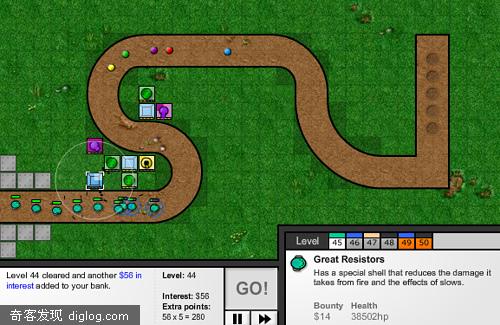 Level
45
46
47
48
49
50
Great Resistors
Has a special shell that reduces the damage it
takes from fire and the effects of slows.
Bounty
Health
$14
38502hp
Level 44 cleared and another $56 in
interest added to your bank.
Level: 44
Interest: $56
Extra points:
56 x 5 = 280
GO!
奇客发现 diglog.com